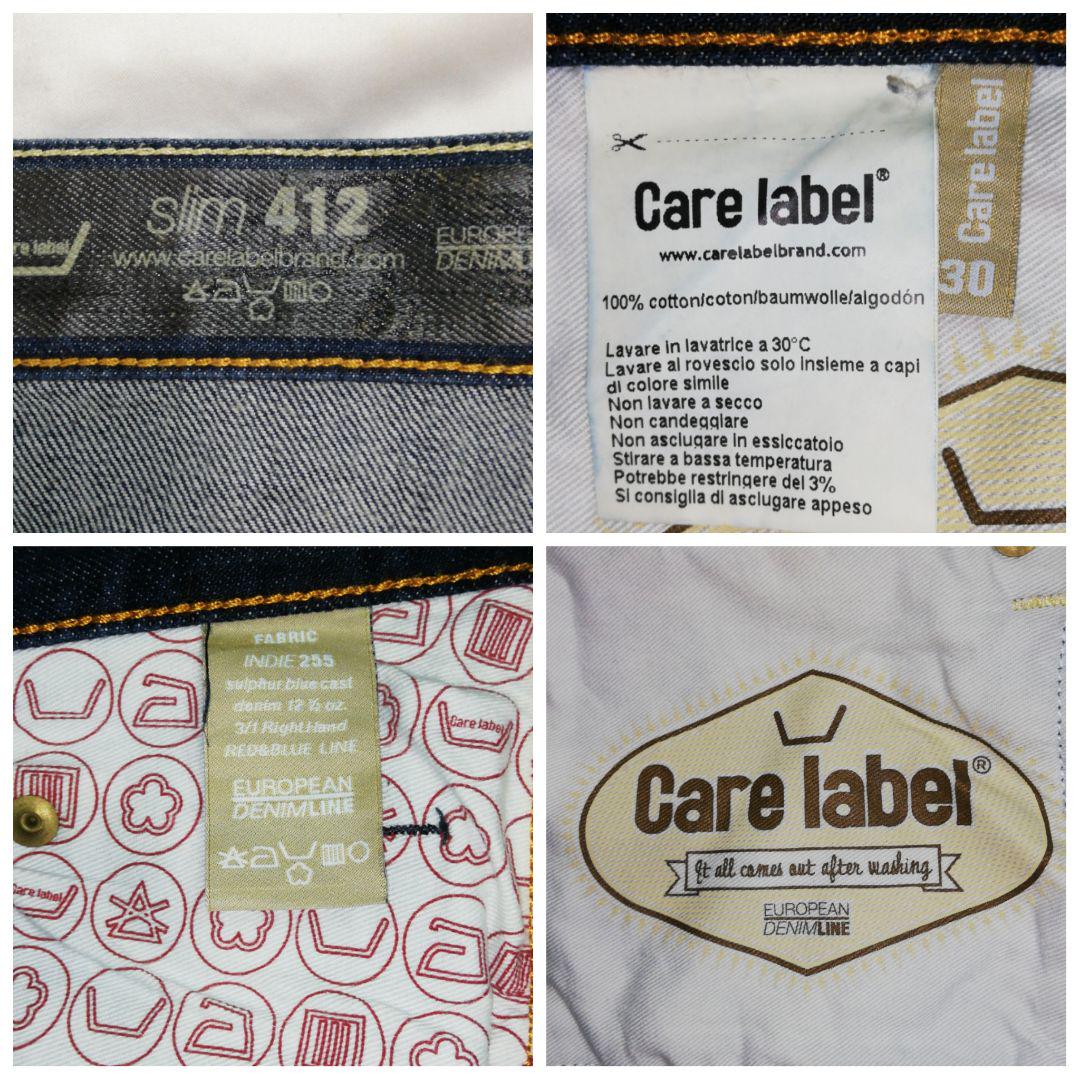 slim 412
re label
www.carelabelbrand.com
EUROPE
DENIMLIN
Care label®
www.carelabelbrand.com
100% cotton/coton/baumwolle/algodón
Lavare in lavatrice a 30°C
Lavare al rovescio solo insieme a capi
di colore simile
Non lavare a secco
Non candeggiare
Non asciugare in essiccatoio
Stirare a bassa temperatura
Potrebbe restringere del 3%
Si consiglia di asciugare appeso
Care label
30
FABRIC
INDIE 255
sulphur blue cast
denim 12 ½ oz.
3/1 Right Hand
RED&BLUE LINE
EUROPEAN
DENIMLINE
Care label
Care label
Care label®
It all comes out after washing
EUROPEAN
DENIMLINE